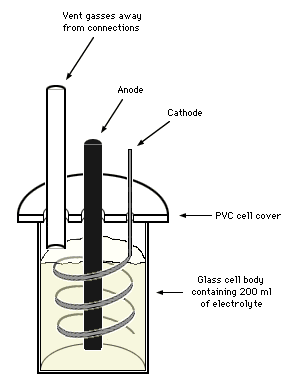 Vent gasses away
from connections
Anode
Cathode
PVC cell cover
Glass cell body
containing 200 ml
of electrolyte